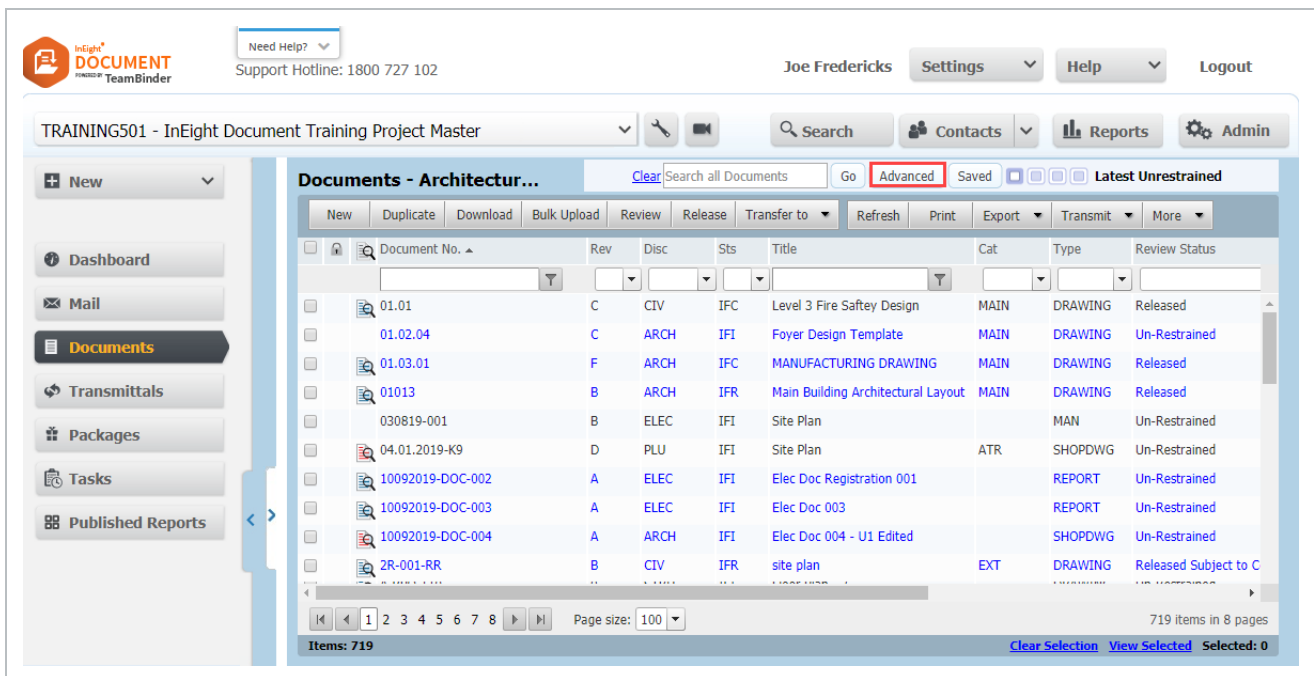 InEight
DOCUMENT
POWERED BY TeamBinder
Need Help?
Support Hotline: 1800 727 102
Joe Fredericks Settings Help Logout
TRAINING501 - InEight Document Training Project Master Search Contacts Reports Admin
New
Dashboard
Mail
Documents
Transmittals
Packages
Tasks
Published Reports
Documents - Architectur... Clear Search all Documents Go Advanced Saved Latest Unrestrained
New Duplicate Download Bulk Upload Review Release Transfer to Refresh Print Export Transmit More
Document No. Rev Disc Sts Title Cat Type Review Status
01.01 C CIV IFC Level 3 Fire Saftey Design MAIN DRAWING Released
01.02.04 C ARCH IFI Foyer Design Template MAIN DRAWING Un-Restrained
01.03.01 F ARCH IFC MANUFACTURING DRAWING MAIN DRAWING Released
01013 B ARCH IFR Main Building Architectural Layout MAIN DRAWING Released
030819-001 B ELEC IFI Site Plan MAN Un-Restrained
04.01.2019-K9 D PLU IFI Site Plan ATR SHOPDWG Un-Restrained
10092019-DOC-002 A ELEC IFI Elec Doc Registration 001 REPORT Un-Restrained
10092019-DOC-003 A ELEC IFI Elec Doc 003 REPORT Un-Restrained
10092019-DOC-004 A ARCH IFI Elec Doc 004 - U1 Edited SHOPDWG Un-Restrained
2R-001-RR B CIV IFR site plan EXT DRAWING Released Subject to C
1 2 3 4 5 6 7 8 Page size: 100 719 items in 8 pages
Items: 719 Clear Selection View Selected Selected: 0